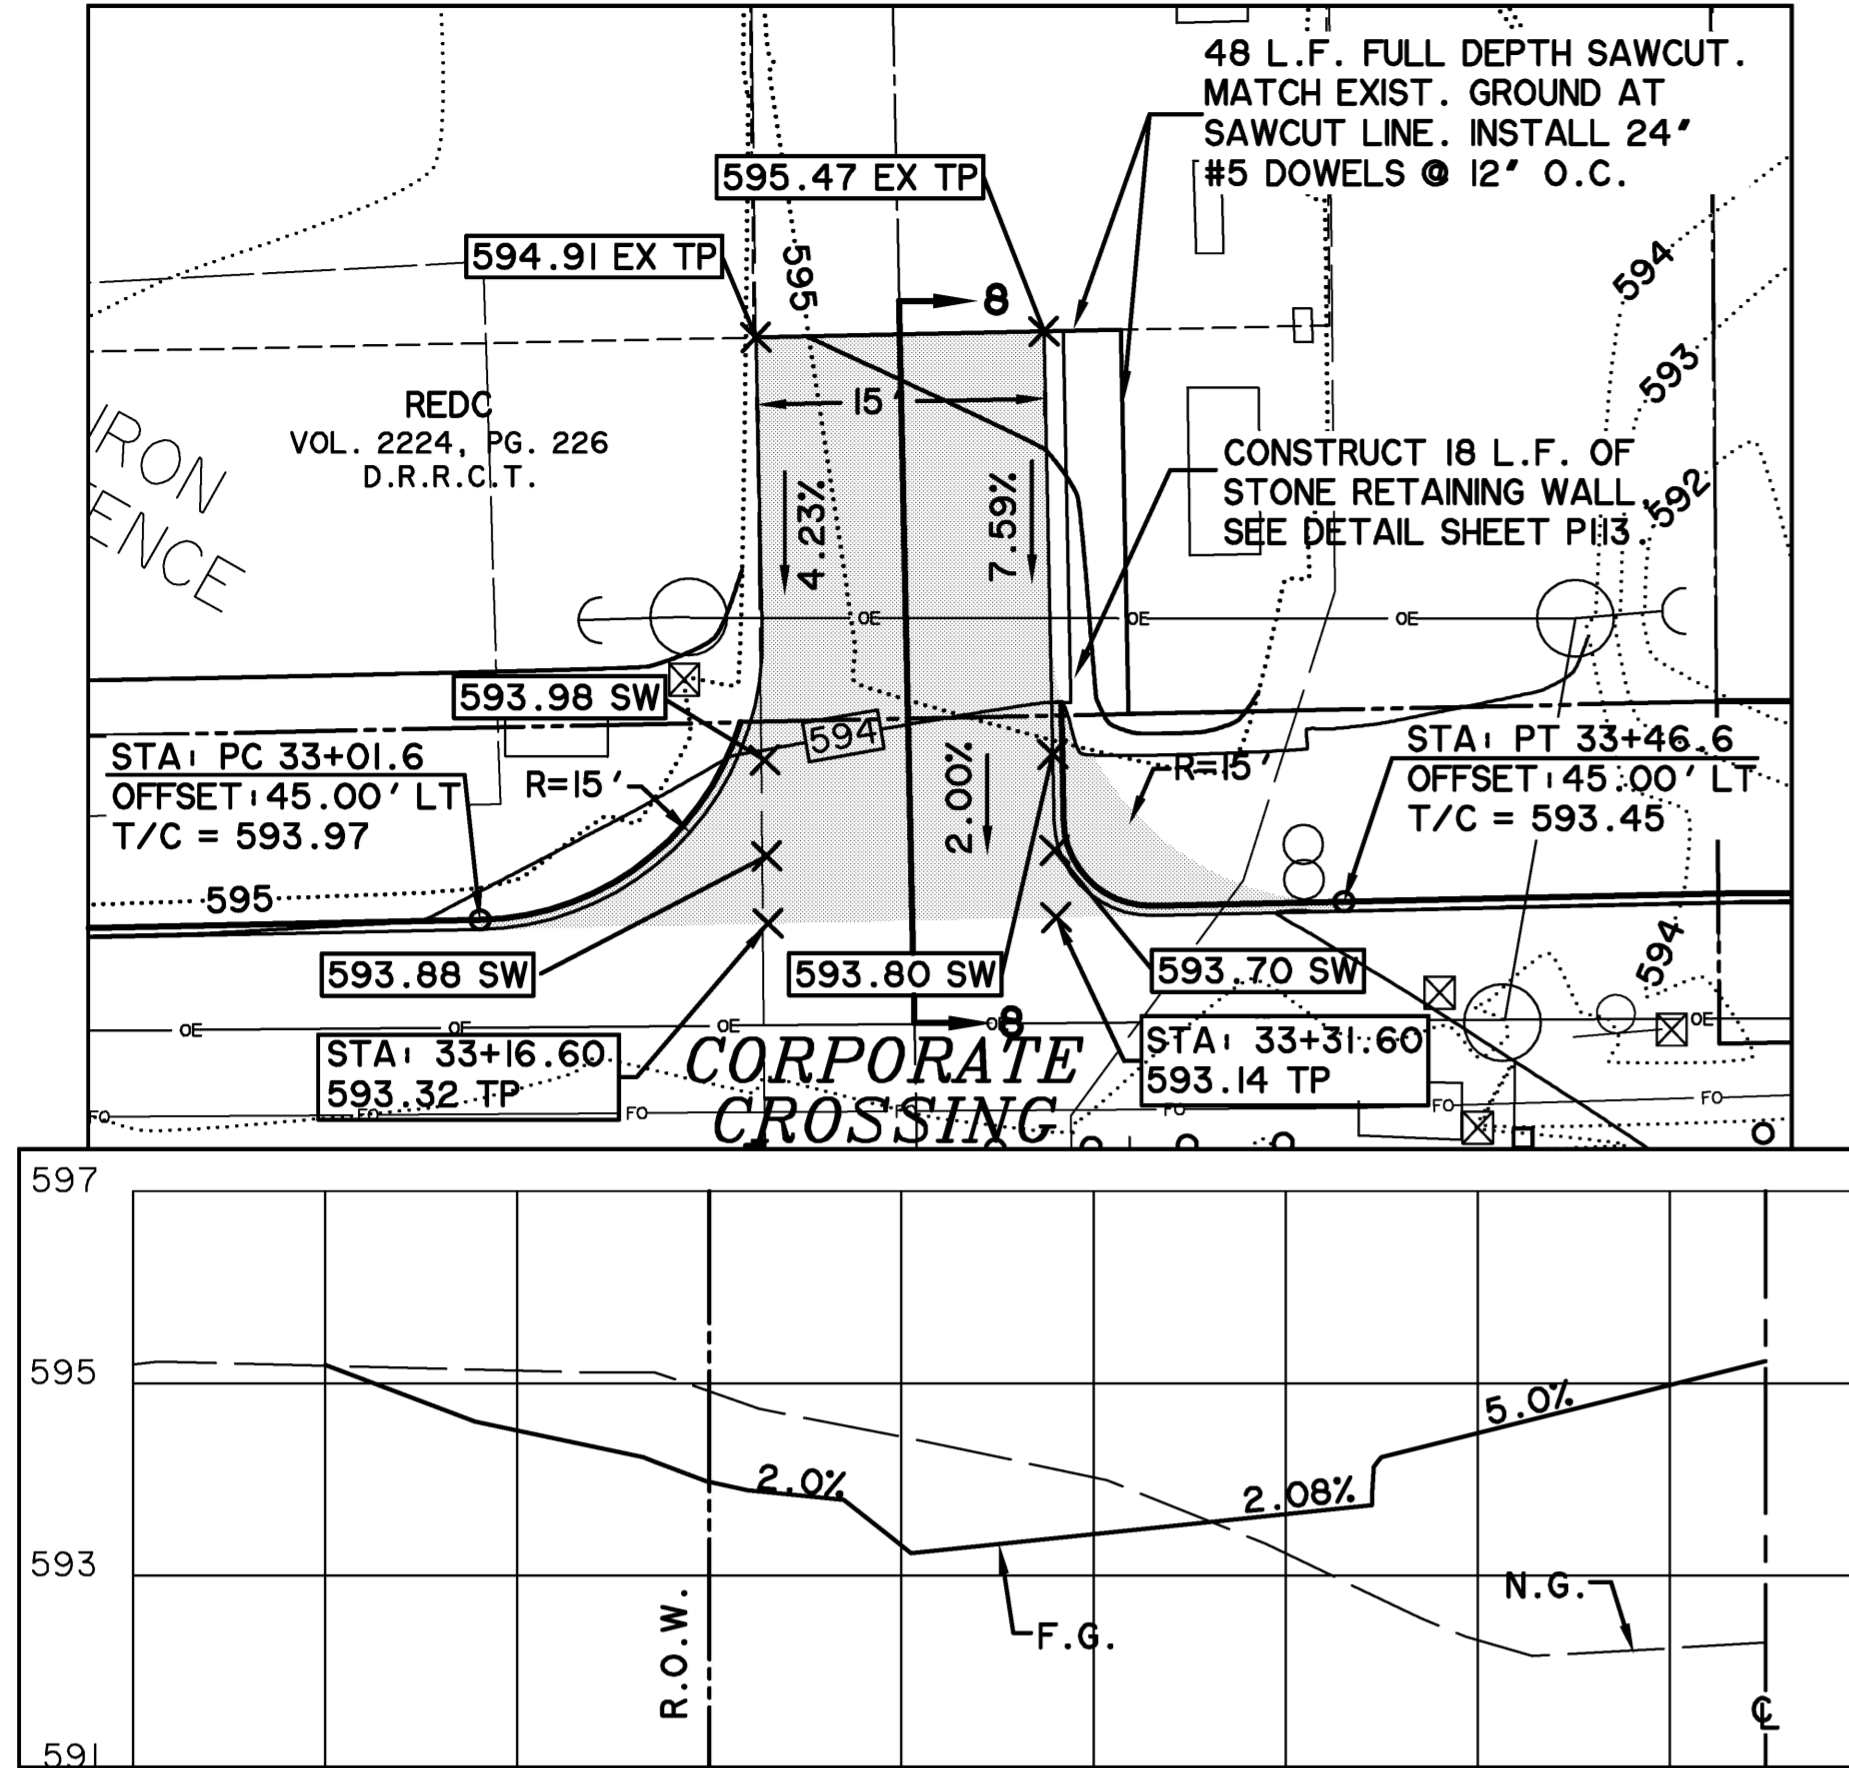 48 L.F. FULL DEPTH SAWCUT.
MATCH EXIST. GROUND AT
SAWCUT LINE. INSTALL 24"
#5 DOWELS @ 12" O.C.
595.47 EX TP
594.91 EX TP
595
8
594
593
592
REDC
VOL. 2224, PG. 226
D.R.R.C.T.
IRON
FENCE
15'
4.23%
7.59%
CONSTRUCT 18 L.F. OF
STONE RETAINING WALL.
SEE DETAIL SHEET P113.
OE
OE
OE
593.98 SW
594
STA: PC 33+01.6
OFFSET: 45.00' LT
T/C = 593.97
R=15'
2.00%
R=15'
STA: PT 33+46.6
OFFSET: 45.00' LT
T/C = 593.45
595
594
593.88 SW
593.80 SW
593.70 SW
8
OE
OE
OE
OE
OE
STA: 33+16.60
593.32 TP
CORPORATE
CROSSING
STA: 33+31.60
593.14 TP
FO
FO
FO
FO
FO
FO
FO
597
595
593
591
2.0%
2.08%
5.0%
R.O.W.
F.G.
N.G.
℄